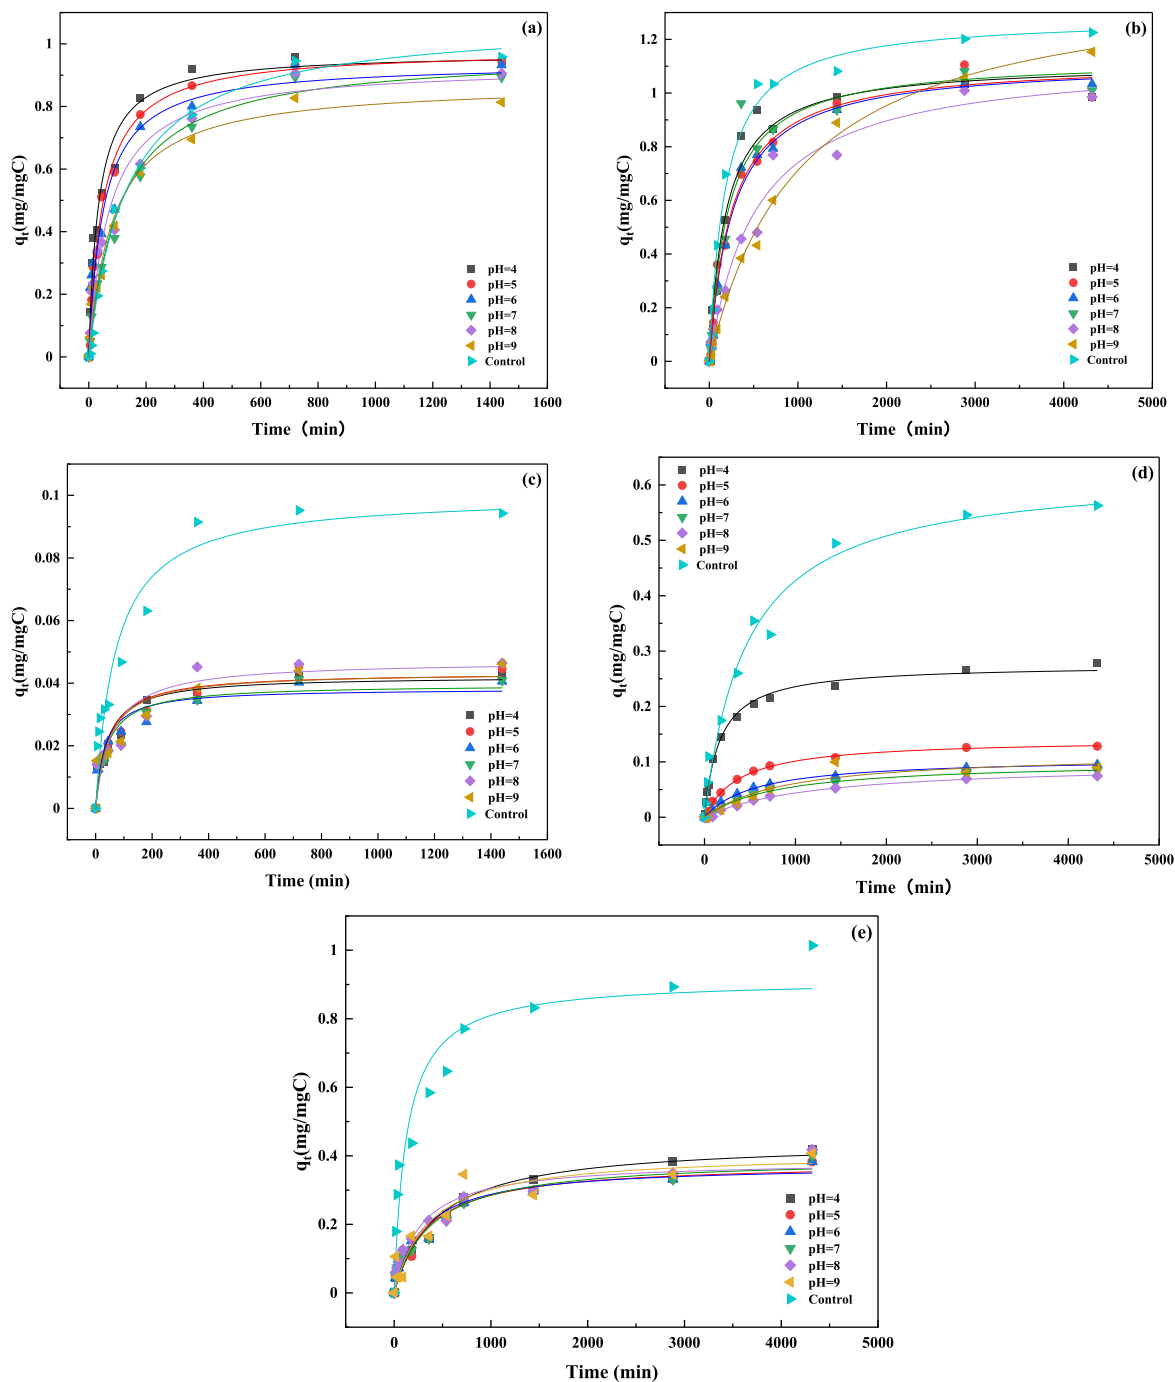 (a)
1
0.8
0.6
0.4
0.2
0
qt(mg/mgC)
pH=4
pH=5
pH=6
pH=7
pH=8
pH=9
Control
0 200 400 600 800 1000 1200 1400 1600
Time（min）
(b)
1.2
1.0
0.8
0.6
0.4
0.2
0.0
qt(mg/mgC)
pH=4
pH=5
pH=6
pH=7
pH=8
pH=9
Control
0 1000 2000 3000 4000 5000
Time（min）
(c)
0.1
0.08
0.06
0.04
0.02
0
qt(mg/mgC)
pH=4
pH=5
pH=6
pH=7
pH=8
pH=9
Control
0 200 400 600 800 1000 1200 1400 1600
Time (min)
(d)
0.6
0.5
0.4
0.3
0.2
0.1
0.0
qt(mg/mgC)
pH=4
pH=5
pH=6
pH=7
pH=8
pH=9
Control
0 1000 2000 3000 4000 5000
Time（min）
(e)
1
0.8
0.6
0.4
0.2
0.0
qt(mg/mgC)
pH=4
pH=5
pH=6
pH=7
pH=8
pH=9
Control
0 1000 2000 3000 4000 5000
Time (min)